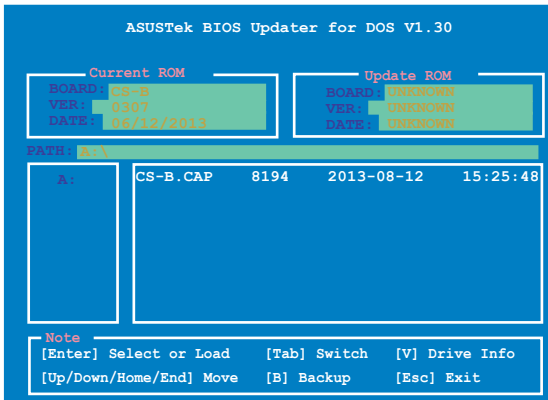 ASUSTek BIOS Updater for DOS V1.30
Current ROM
BOARD: CS-B
VER: 0307
DATE: 06/12/2013
Update ROM
BOARD: UNKNOWN
VER: UNKNOWN
DATE: UNKNOWN
PATH: A:\
A:
CS-B.CAP 8194 2013-08-12 15:25:48
Note
[Enter] Select or Load [Tab] Switch [V] Drive Info
[Up/Down/Home/End] Move [B] Backup [Esc] Exit